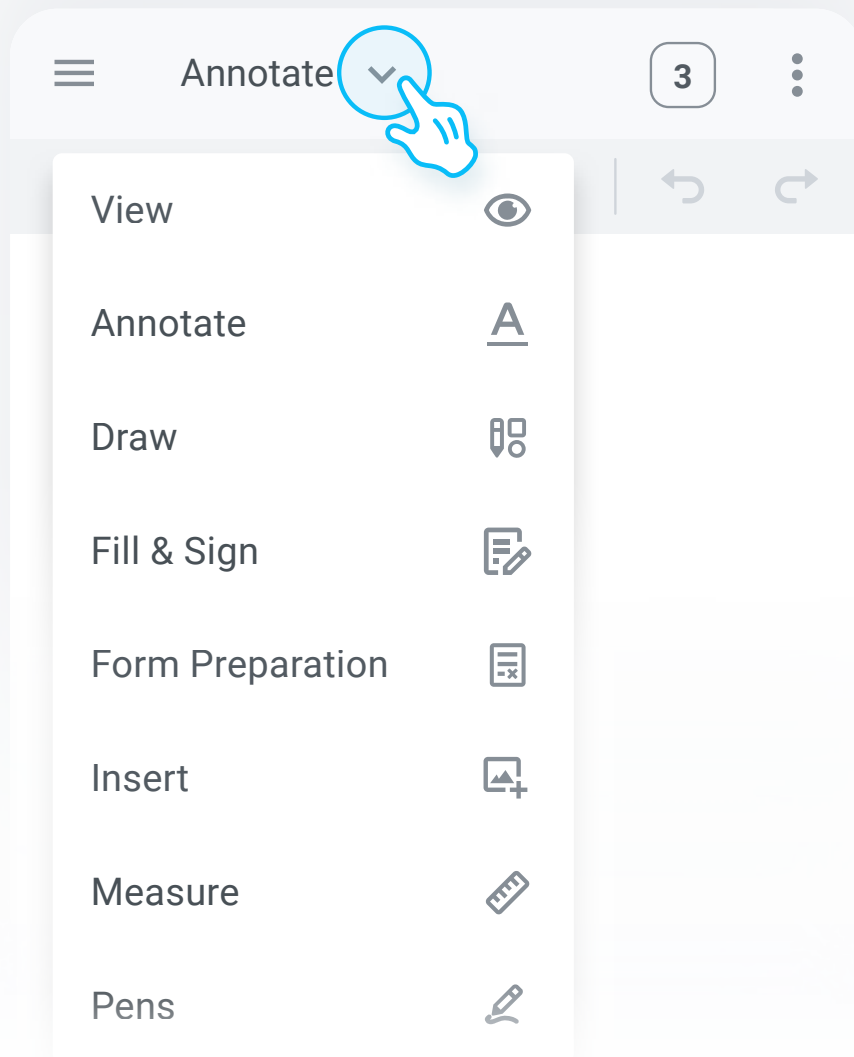 Annotate
3
View
Annotate
Draw
Fill & Sign
Form Preparation
Insert
Measure
Pens